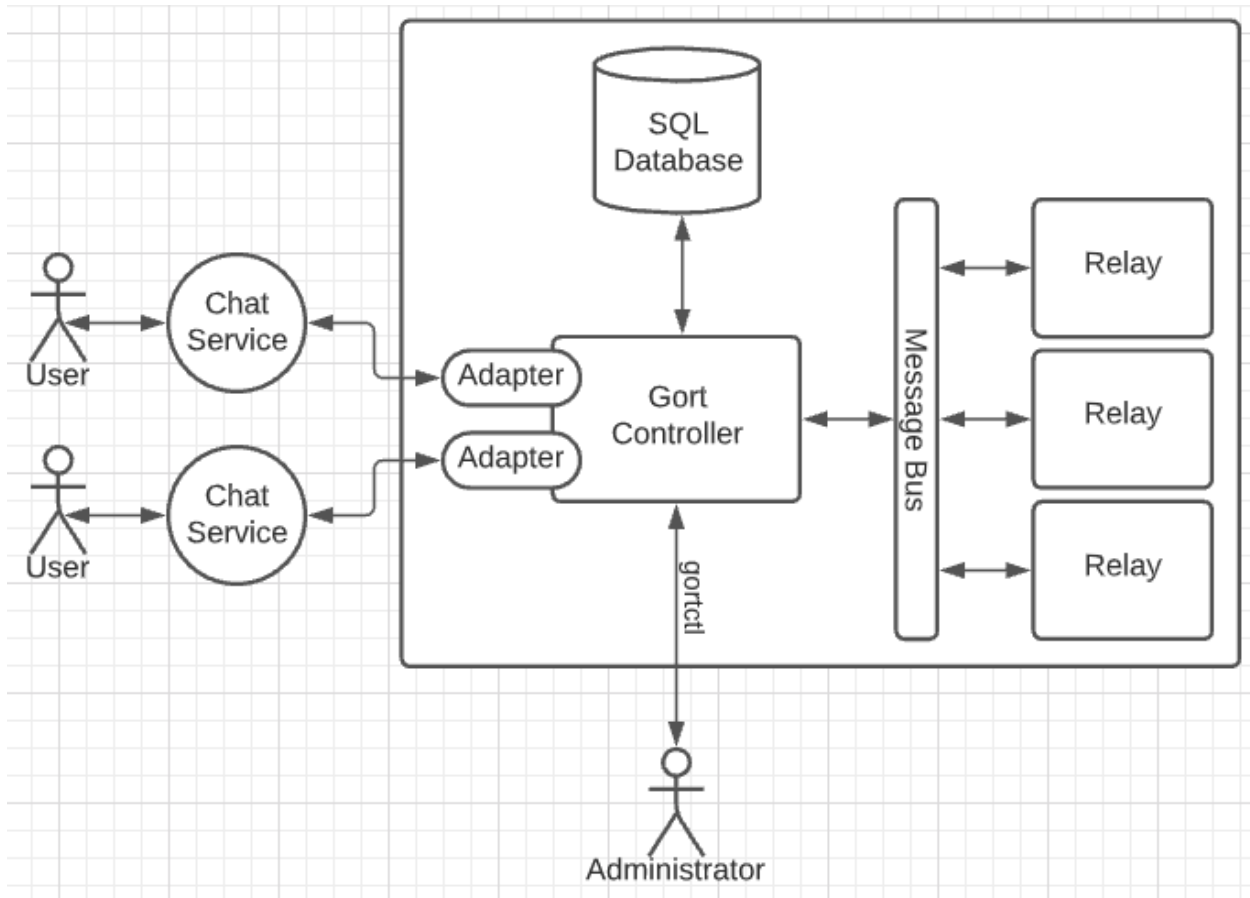 SQL
Database
User
Chat
Service
Adapter
Gort
Controller
Adapter
User
Chat
Service
Message Bus
Relay
Relay
Relay
gortctl
Administrator